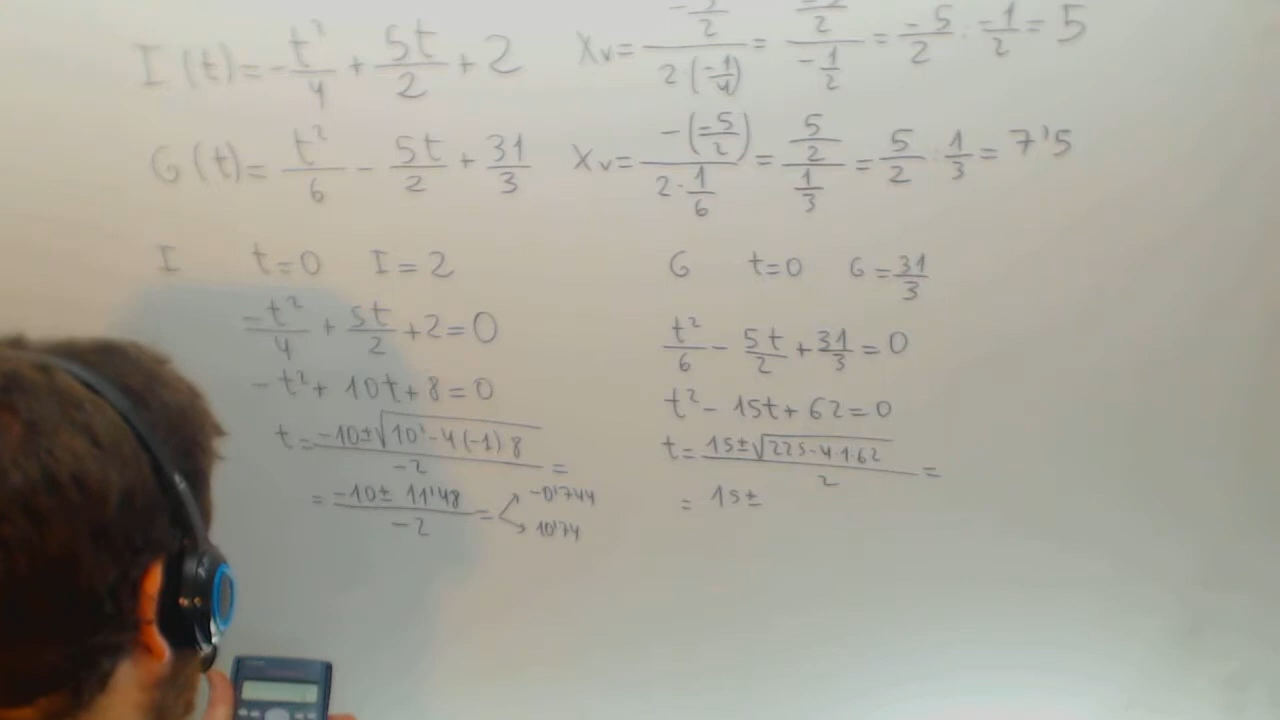 I(t)= -t²/4 + 5t/2 + 2   Xv= (-5/2)/(2(-1/4)) = (-5/2)/(-1/2) = -5/2 : -1/2 = 5
G(t)= t²/6 - 5t/2 + 31/3   Xv= (-(-5/2))/(2·1/6) = (5/2)/(1/3) = 5/2 : 1/3 = 7'5
I   t=0   I=2   G   t=0   G=31/3
-t²/4 + 5t/2 + 2=0   t²/6 - 5t/2 + 31/3 = 0
-t² + 10t + 8 = 0   t² - 15t + 62 = 0
t= (-10±√(10²-4(-1)8))/(-2) =   t= (15±√(225-4·1·62))/2 =
= (-10± 11'48)/(-2) = -0'744   = 15±
10'74